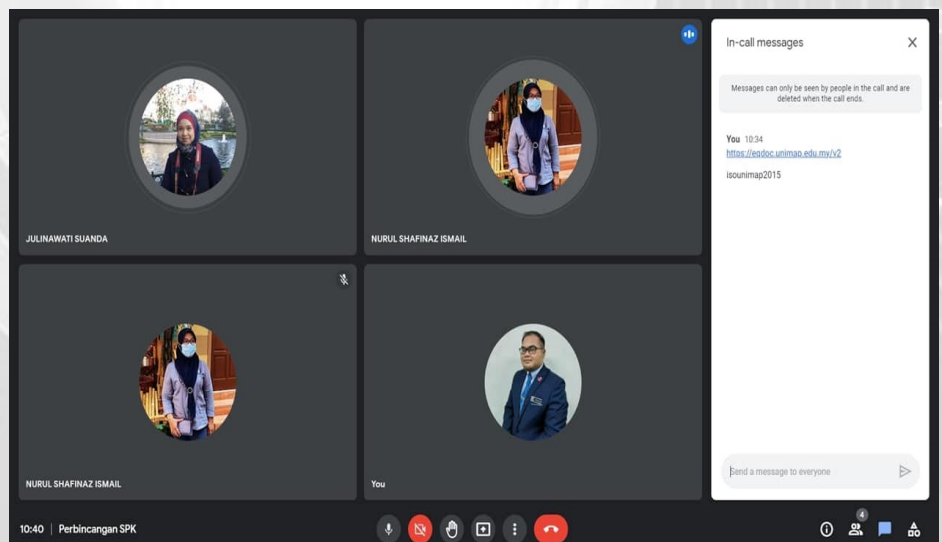 JULINAWATI SUANDA
NURUL SHAFINAZ ISMAIL
NURUL SHAFINAZ ISMAIL
You
In-call messages
Messages can only be seen by people in the call and are
deleted when the call ends.
You 10:34
https://eqdoc.unimap.edu.my/v2
isounimap2015
Send a message to everyone
10:40 | Perbincangan SPK
4